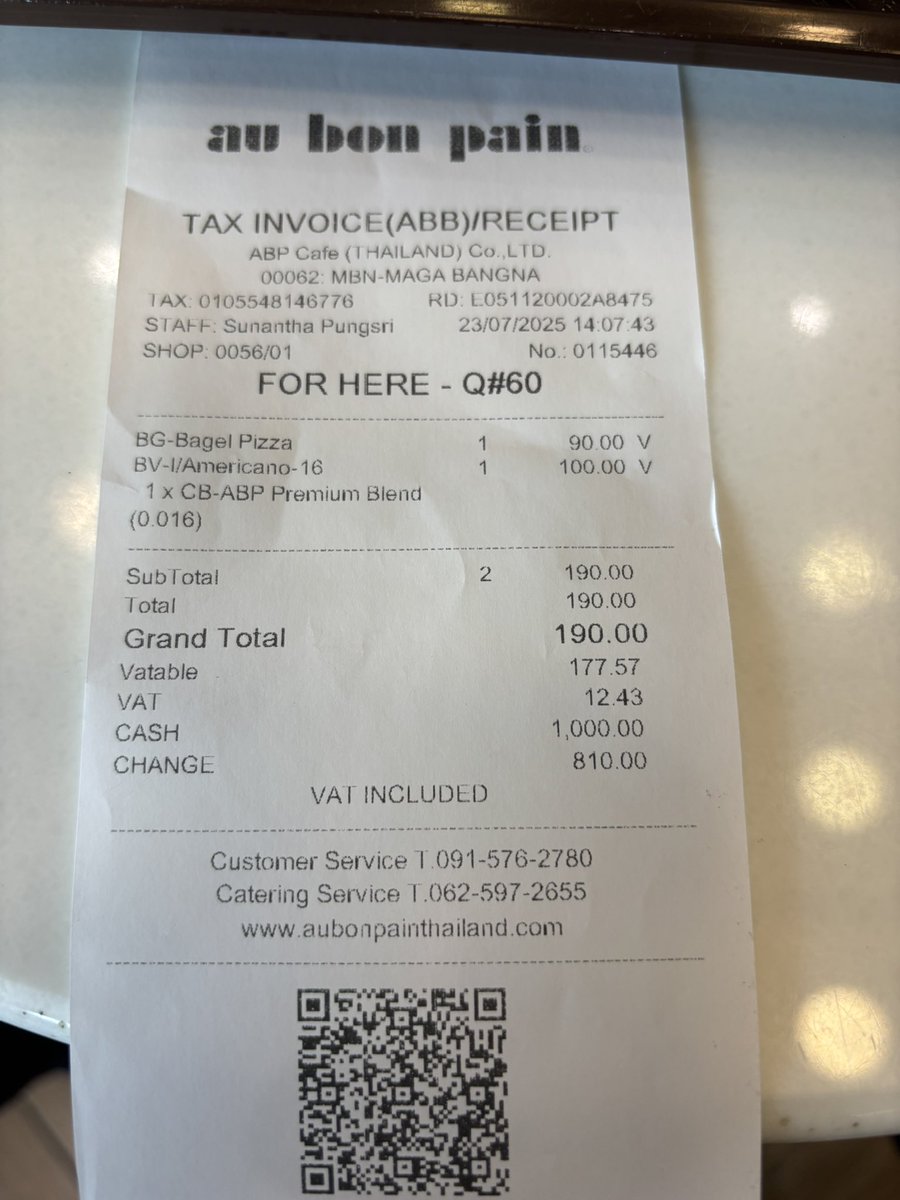 au bon pain®
TAX INVOICE(ABB)/RECEIPT
ABP Cafe (THAILAND) Co.,LTD.
00062: MBN-MAGA BANGNA
TAX: 0105548146776 RD: E051120002A8475
STAFF: Sunantha Pungsri 23/07/2025 14:07:43
SHOP: 0056/01 No.: 0115446
FOR HERE - Q#60
BG-Bagel Pizza 1 90.00 V
BV-I/Americano-16 1 100.00 V
1 x CB-ABP Premium Blend
(0.016)
SubTotal 2 190.00
Total 190.00
Grand Total 190.00
Vatable 177.57
VAT 12.43
CASH 1,000.00
CHANGE 810.00
VAT INCLUDED
Customer Service T.091-576-2780
Catering Service T.062-597-2655
www.aubonpainthailand.com